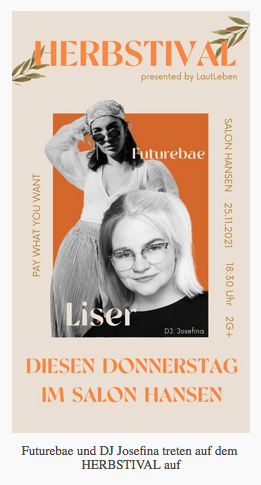 HERBSTIVAL
presented by LautLeben
PAY WHAT YOU WANT
Futurebae
SALON HANSEN 25.11.2021 18:30 Uhr 2G+
Liser
DJ: Josefina
DIESEN DONNERSTAG
IM SALON HANSEN
Futurebae und DJ Josefina treten auf dem
HERBSTIVAL auf